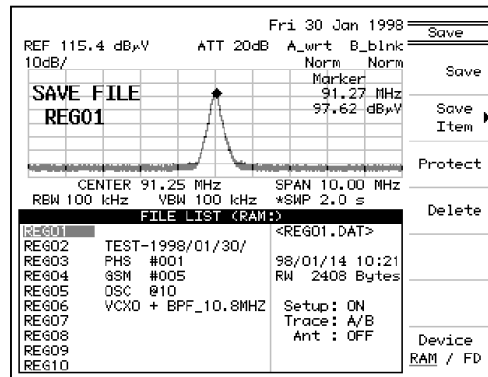 Fri 30 Jan 1998
REF 115.4 dBμV ATT 20dB A_wrt B_blnk
10dB/ Norm Norm
Marker
91.27 MHz
97.62 dBμV
SAVE FILE
REG01
CENTER 91.25 MHz SPAN 10.00 MHz
RBW 100 kHz VBW 100 kHz *SWP 2.0 s
FILE LIST (RAM:)
REG01 <REG01.DAT>
REG02 TEST-1998/01/30/
REG03 PHS #001 98/01/14 10:21
REG04 GSM #005 RW 2408 Bytes
REG05 OSC @10
REG06 VCXO + BPF_10.8MHZ Setup: ON
REG07 Trace: A/B
REG08 Ant : OFF
REG09
REG10
Save
Save
Save
Item
Protect
Delete
Device
RAM / FD